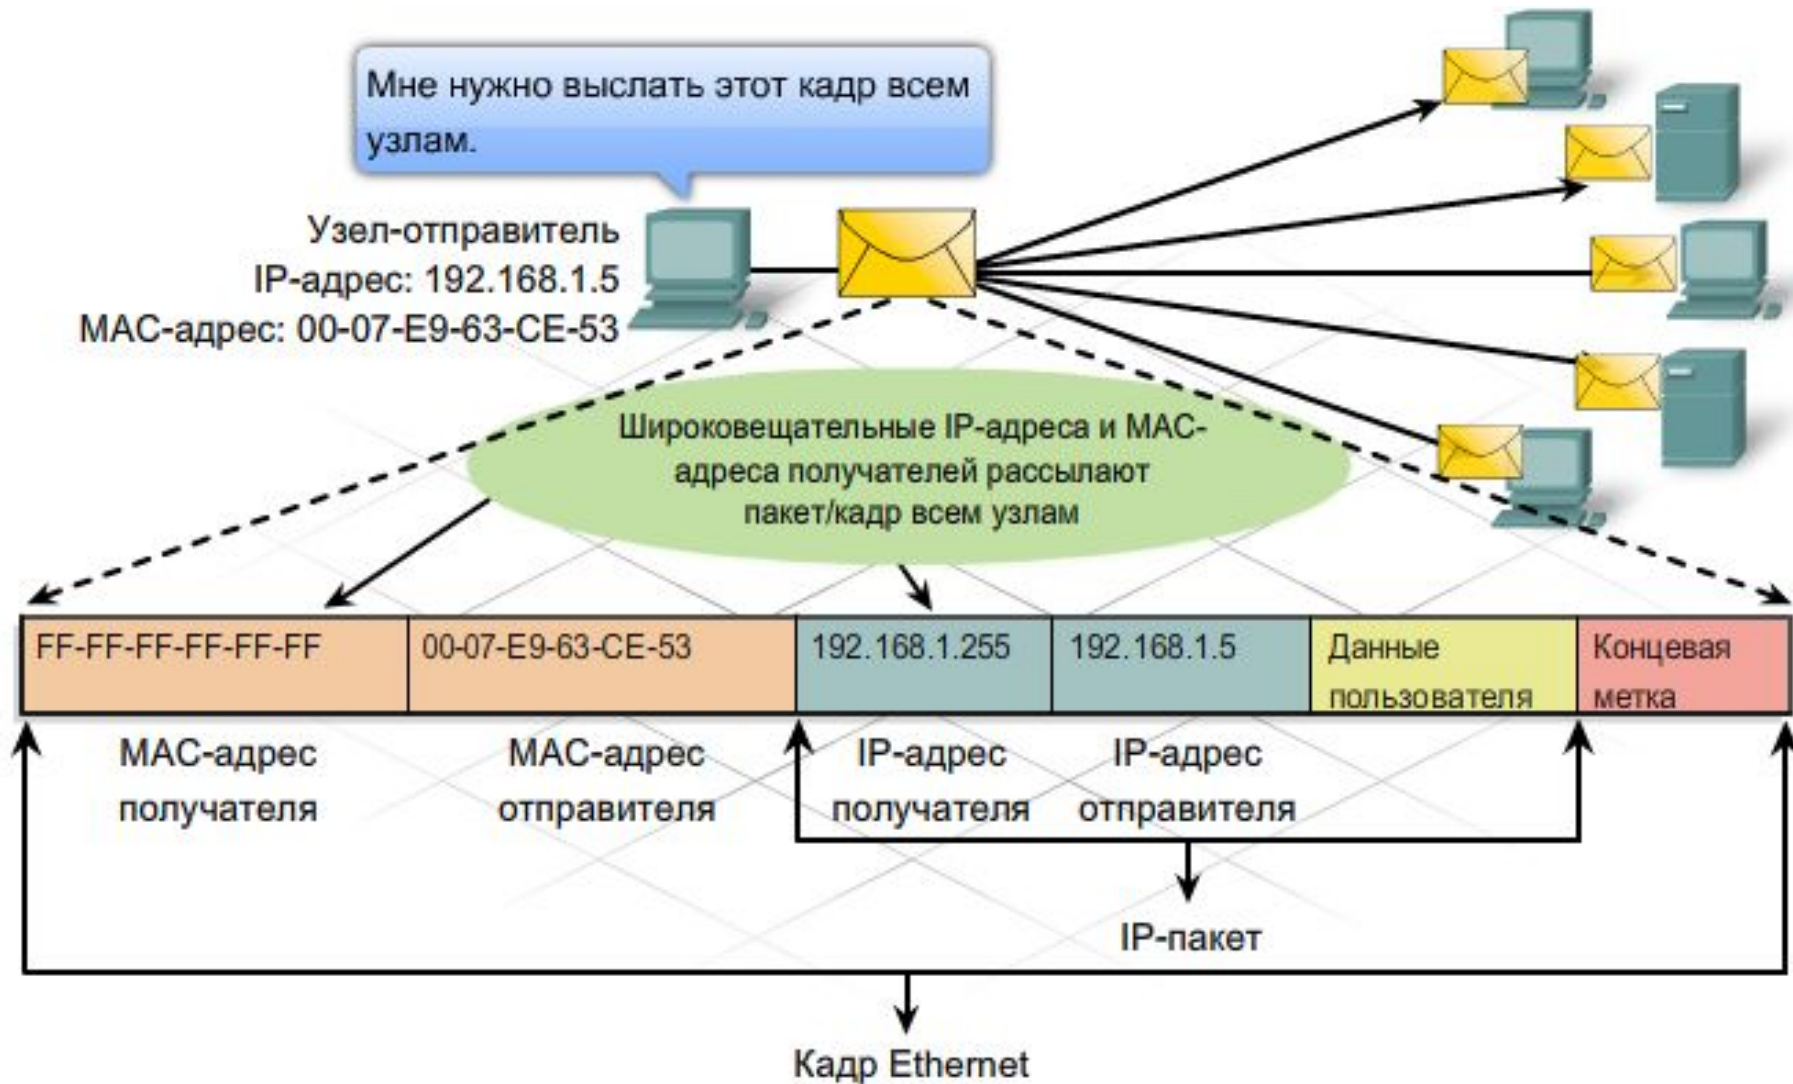 Мне нужно выслать этот кадр всем
узлам.
Узел-отправитель
IP-адрес: 192.168.1.5
MAC-адрес: 00-07-E9-63-CE-53
Широковещательные IP-адреса и MAC-
адреса получателей рассылают
пакет/кадр всем узлам
FF-FF-FF-FF-FF-FF
00-07-E9-63-CE-53
192.168.1.255
192.168.1.5
Данные
пользователя
Концевая
метка
MAC-адрес
получателя
MAC-адрес
отправителя
IP-адрес
получателя
IP-адрес
отправителя
IP-пакет
Кадр Ethernet